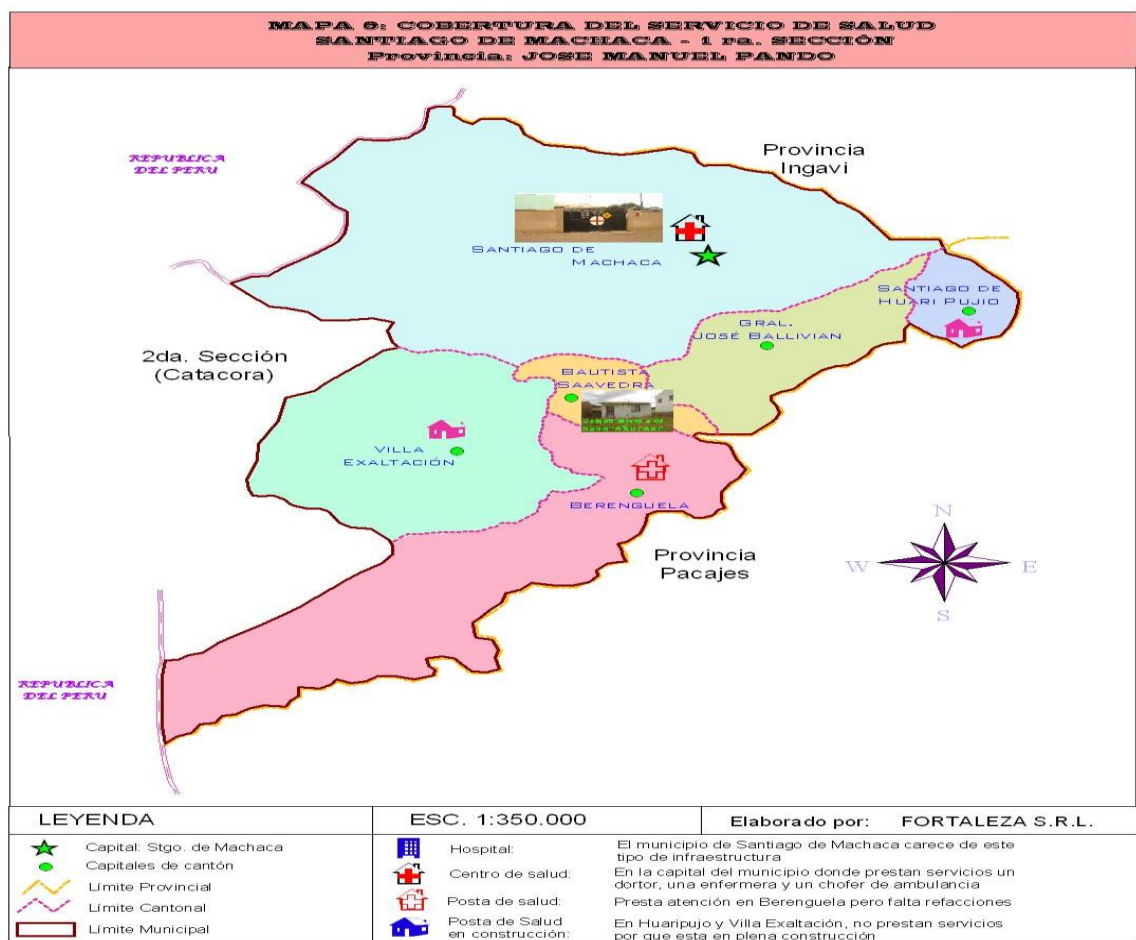 MAPA 6: COBERTURA DEL SERVICIO DE SALUD
SANTIAGO DE MACHACA - 1 ra. SECCIÓN
Provincia: JOSE MANUEL PANDO
REPUBLICA
DEL PERU
Provincia
Ingavi
SANTIAGO DE
MACHACA
SANTIAGO DE
HUARI PUJIO
GRAL.
JOSÉ BALLIVIAN
2da. Sección
(Catacora)
BAUTISTA
SAAVEDRA
VILLA
EXALTACIÓN
BERENGUELA
Provincia
Pacajes
N
W
E
S
REPUBLICA
DEL PERU
LEYENDA
Capital: Stgo. de Machaca
Capitales de cantón
Límite Provincial
Límite Cantonal
Límite Municipal
ESC. 1:350.000
Elaborado por: FORTALEZA S.R.L.
Hospital: El municipio de Santiago de Machaca carece de este
tipo de infraestructura
Centro de salud: En la capital del municipio donde prestan servicios un
dortor, una enfermera y un chofer de ambulancia
Posta de salud: Presta atención en Berenguela pero falta refacciones
Posta de Salud
en construcción: En Huaripujo y Villa Exaltación, no prestan servicios
por que esta en plena construcción